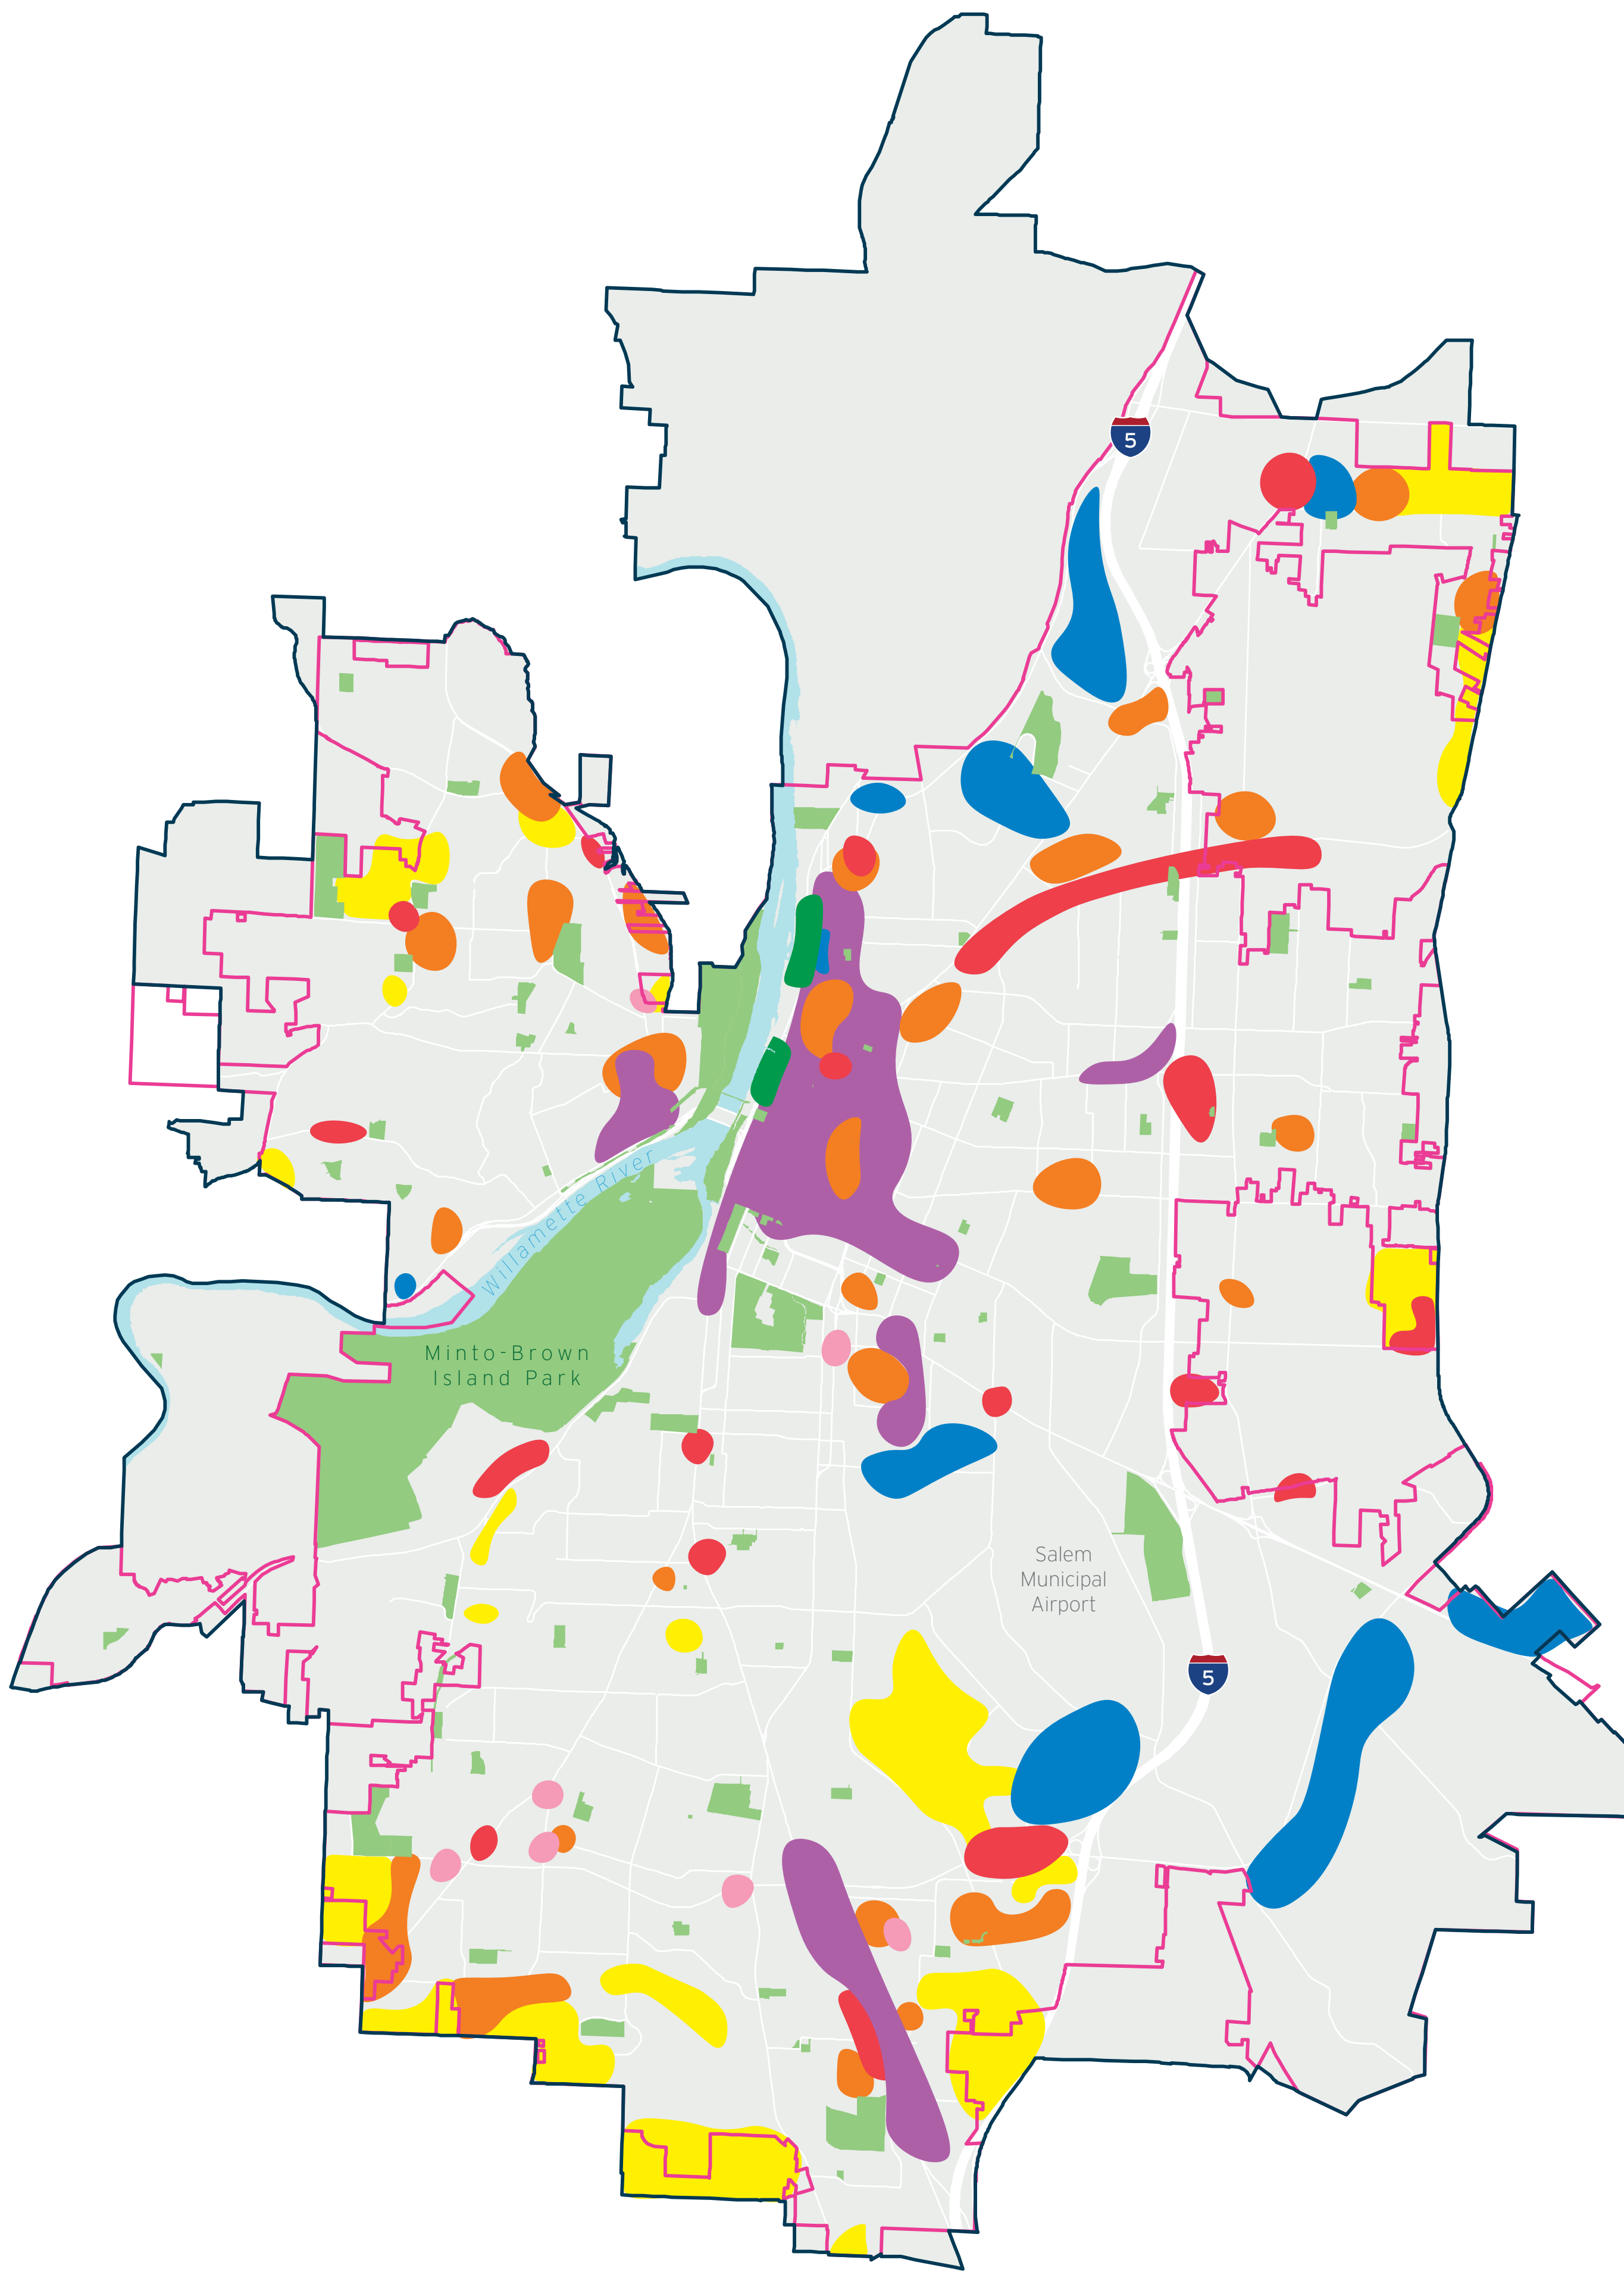 5
Willamette River
Minto-Brown
Island Park
Salem
Municipal
Airport
5